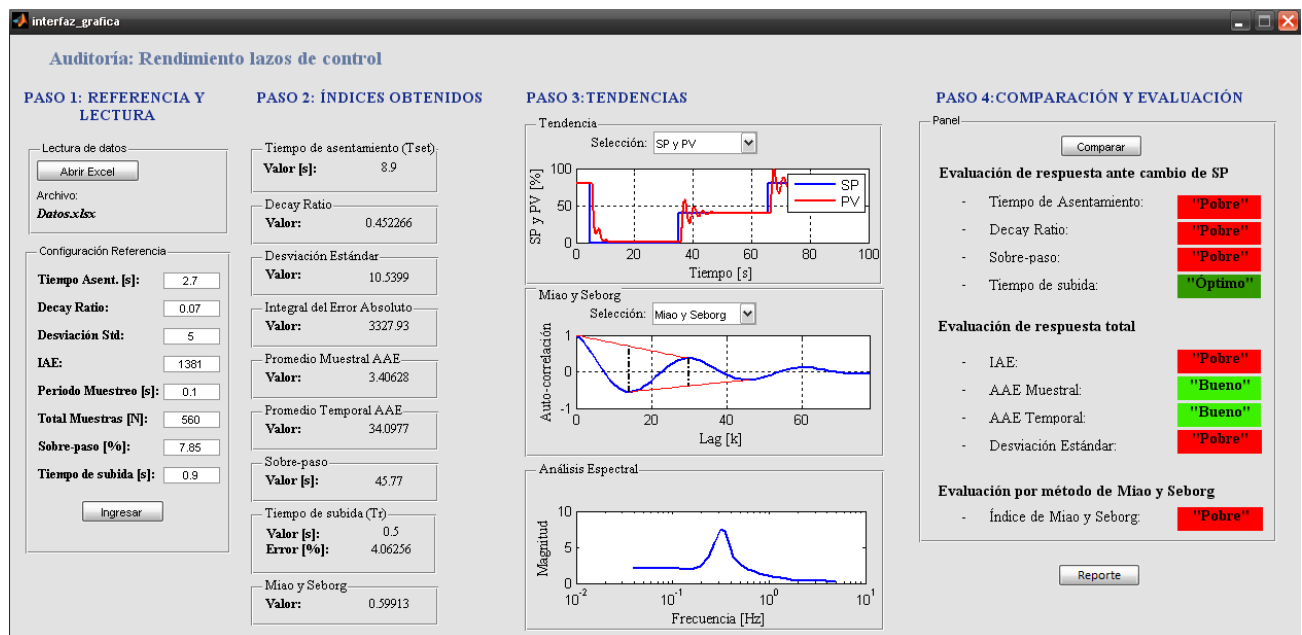 interfaz_grafica
Auditoría: Rendimiento lazos de control
PASO 1: REFERENCIA Y
LECTURA
Lectura de datos
Abrir Excel
Archivo:
Datos.xlsx
Configuración Referencia
Tiempo Asent. [s]: 2.7
Decay Ratio: 0.07
Desviación Std: 5
IAE: 1381
Periodo Muestreo [s]: 0.1
Total Muestras [N]: 560
Sobre-paso [%]: 7.85
Tiempo de subida [s]: 0.9
Ingresar
PASO 2: ÍNDICES OBTENIDOS
Tiempo de asentamiento (Tset)
Valor [s]: 8.9
Decay Ratio
Valor: 0.452266
Desviación Estándar
Valor: 10.5399
Integral del Error Absoluto
Valor: 3327.93
Promedio Muestral AAE
Valor: 3.40628
Promedio Temporal AAE
Valor: 34.0977
Sobre-paso
Valor [s]: 45.77
Tiempo de subida (Tr)
Valor [s]: 0.5
Error [%]: 4.06256
Miao y Seborg
Valor: 0.59913
PASO 3:TENDENCIAS
Tendencia
Selección: SP y PV
SP y PV [%]
100
50
0
SP
PV
0 20 40 60 80 100
Tiempo [s]
Miao y Seborg
Selección: Miao y Seborg
Auto-correlación
1
0
-1
0 20 40 60
Lag [k]
Análisis Espectral
Magnitud
10
5
0
10-2 10-1 100 101
Frecuencia [Hz]
PASO 4:COMPARACIÓN Y EVALUACIÓN
Panel
Comparar
Evaluación de respuesta ante cambio de SP
- Tiempo de Asentamiento: "Pobre"
- Decay Ratio: "Pobre"
- Sobre-paso: "Pobre"
- Tiempo de subida: "Óptimo"
Evaluación de respuesta total
- IAE: "Pobre"
- AAE Muestral: "Bueno"
- AAE Temporal: "Bueno"
- Desviación Estándar: "Pobre"
Evaluación por método de Miao y Seborg
- Índice de Miao y Seborg: "Pobre"
Reporte